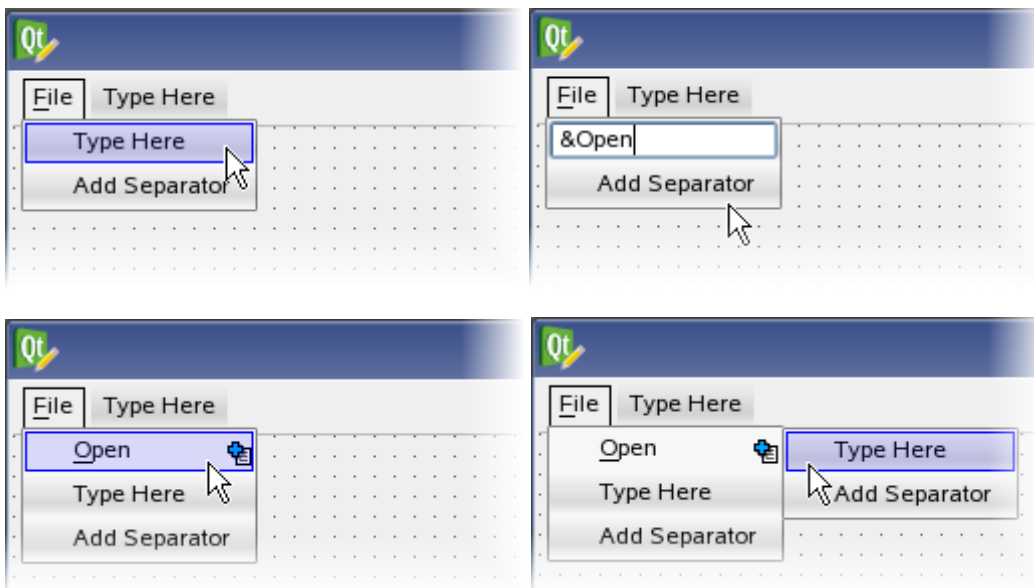 Qt
File Type Here
Type Here
Add Separator
Qt
File Type Here
&Open
Add Separator
Qt
File Type Here
Open
Type Here
Add Separator
Qt
File Type Here
Open Type Here
Type Here Add Separator
Add Separator